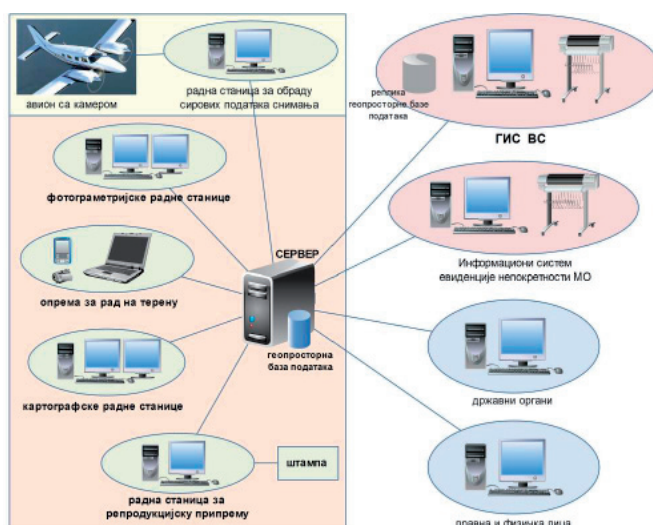 авион са камером
радна станица за обраду
сирових података снимања
фотограметријске радне станице
опрема за рад на терену
картографске радне станице
радна станица за
репродукцијску припрему
штампа
СЕРВЕР
геопросторна
база података
реплика
геопросторне базе
података
ГИС ВС
Информациони систем
евиденције непокретности МО
државни органи
правна и физичка лица